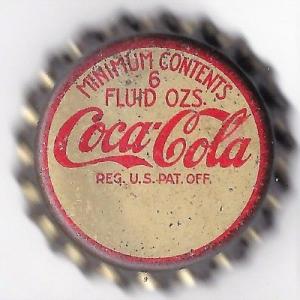 MINIMUM CONTENTS
6
FLUID OZS.
Coca-Cola
REG. U.S. PAT. OFF.